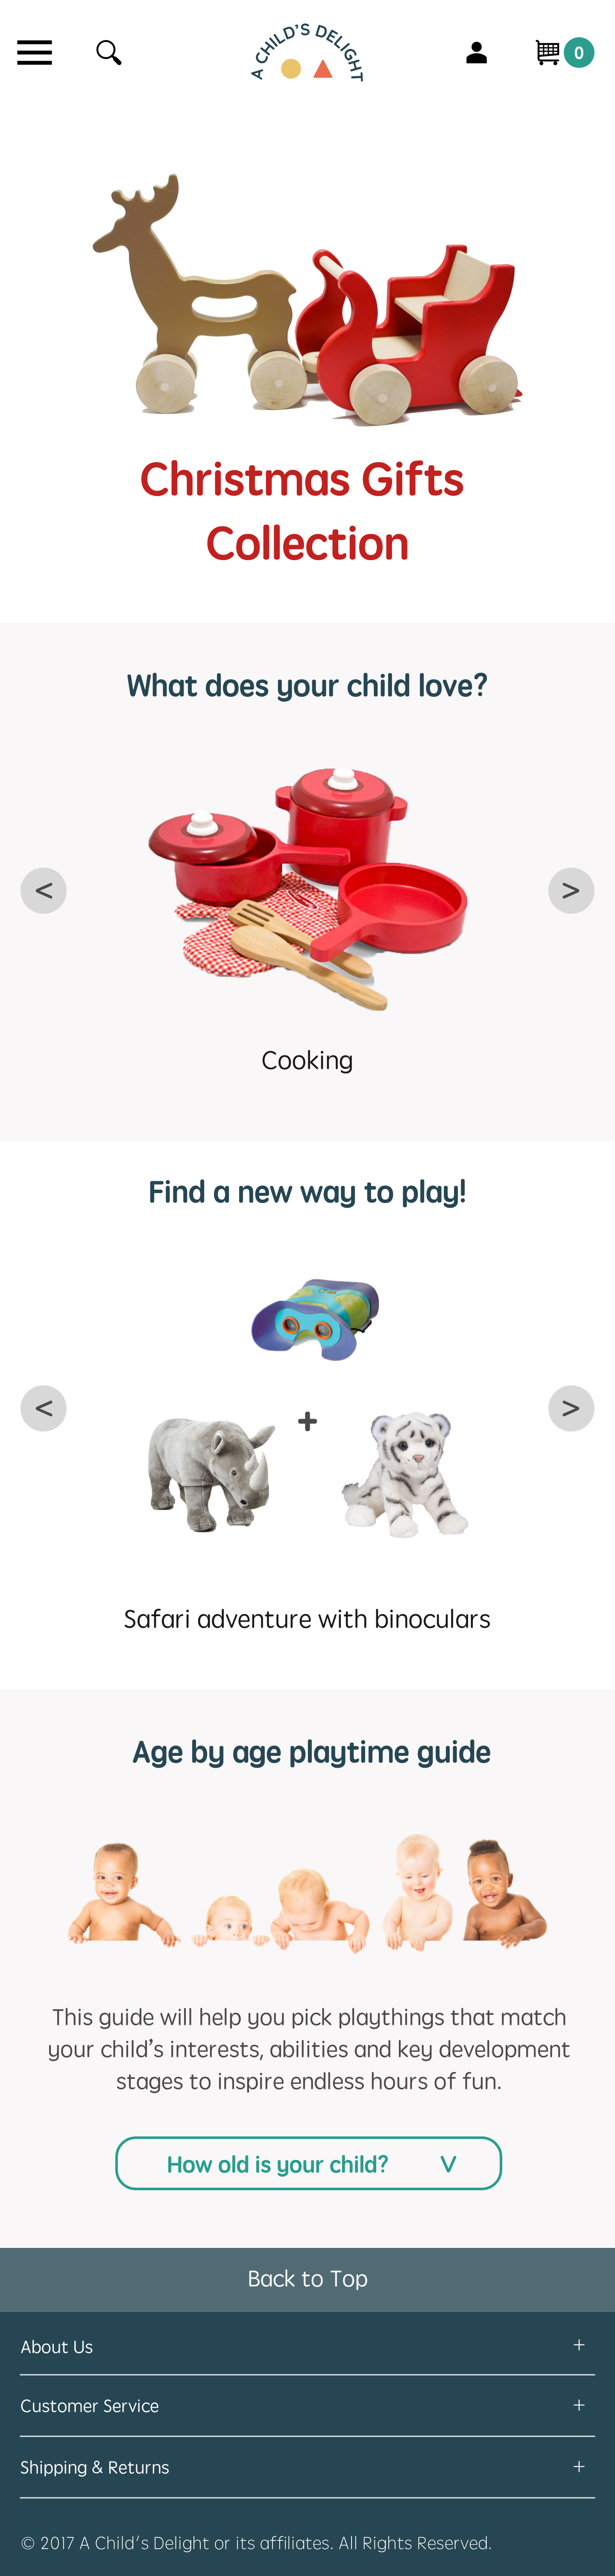 A CHILD'S DELIGHT
0
Christmas Gifts
Collection
What does your child love?
<
>
Cooking
Find a new way to play!
<
+
>
Safari adventure with binoculars
Age by age playtime guide
This guide will help you pick playthings that match
your child's interests, abilities and key development
stages to inspire endless hours of fun.
How old is your child? V
Back to Top
About Us +
Customer Service +
Shipping & Returns +
© 2017 A Child's Delight or its affiliates. All Rights Reserved.